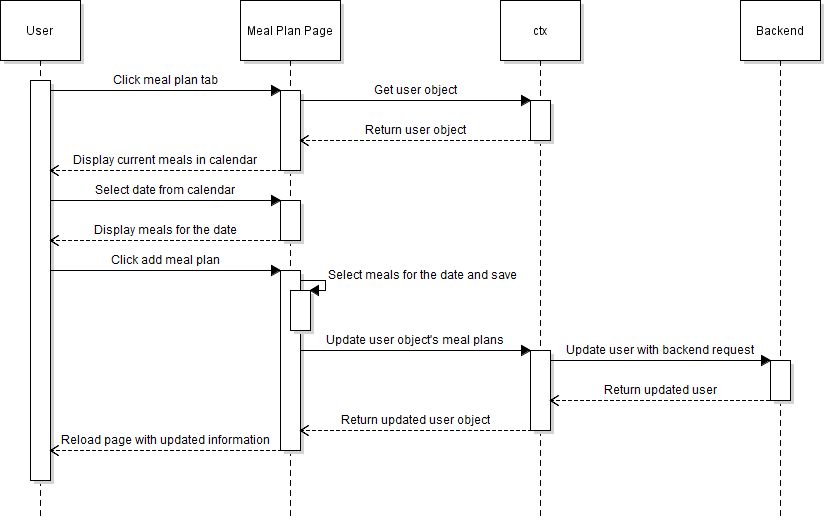 User
Meal Plan Page
ctx
Backend
Click meal plan tab
Get user object
Return user object
Display current meals in calendar
Select date from calendar
Display meals for the date
Click add meal plan
Select meals for the date and save
Update user object's meal plans
Update user with backend request
Return updated user
Return updated user object
Reload page with updated information